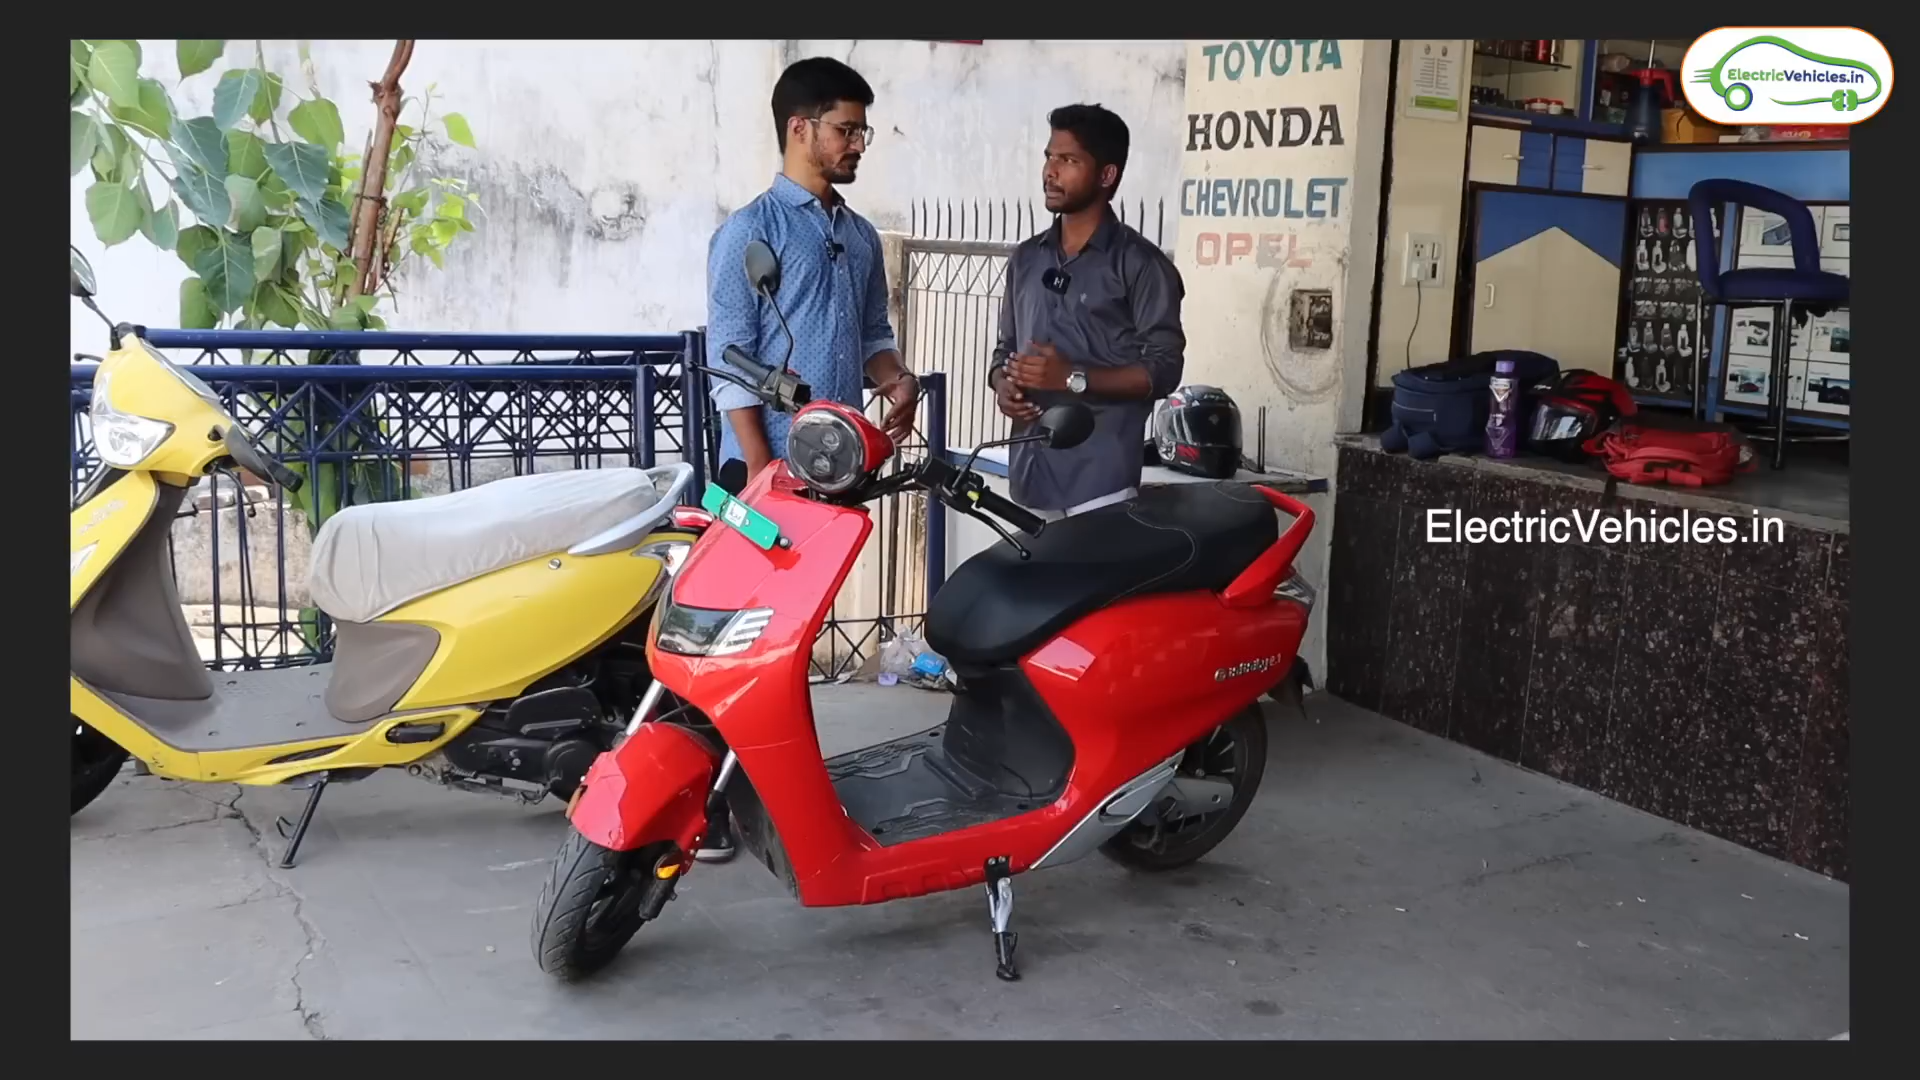 ElectricVehicles.in
TOYOTA
HONDA
CHEVROLET
OPEL
ElectricVehicles.in